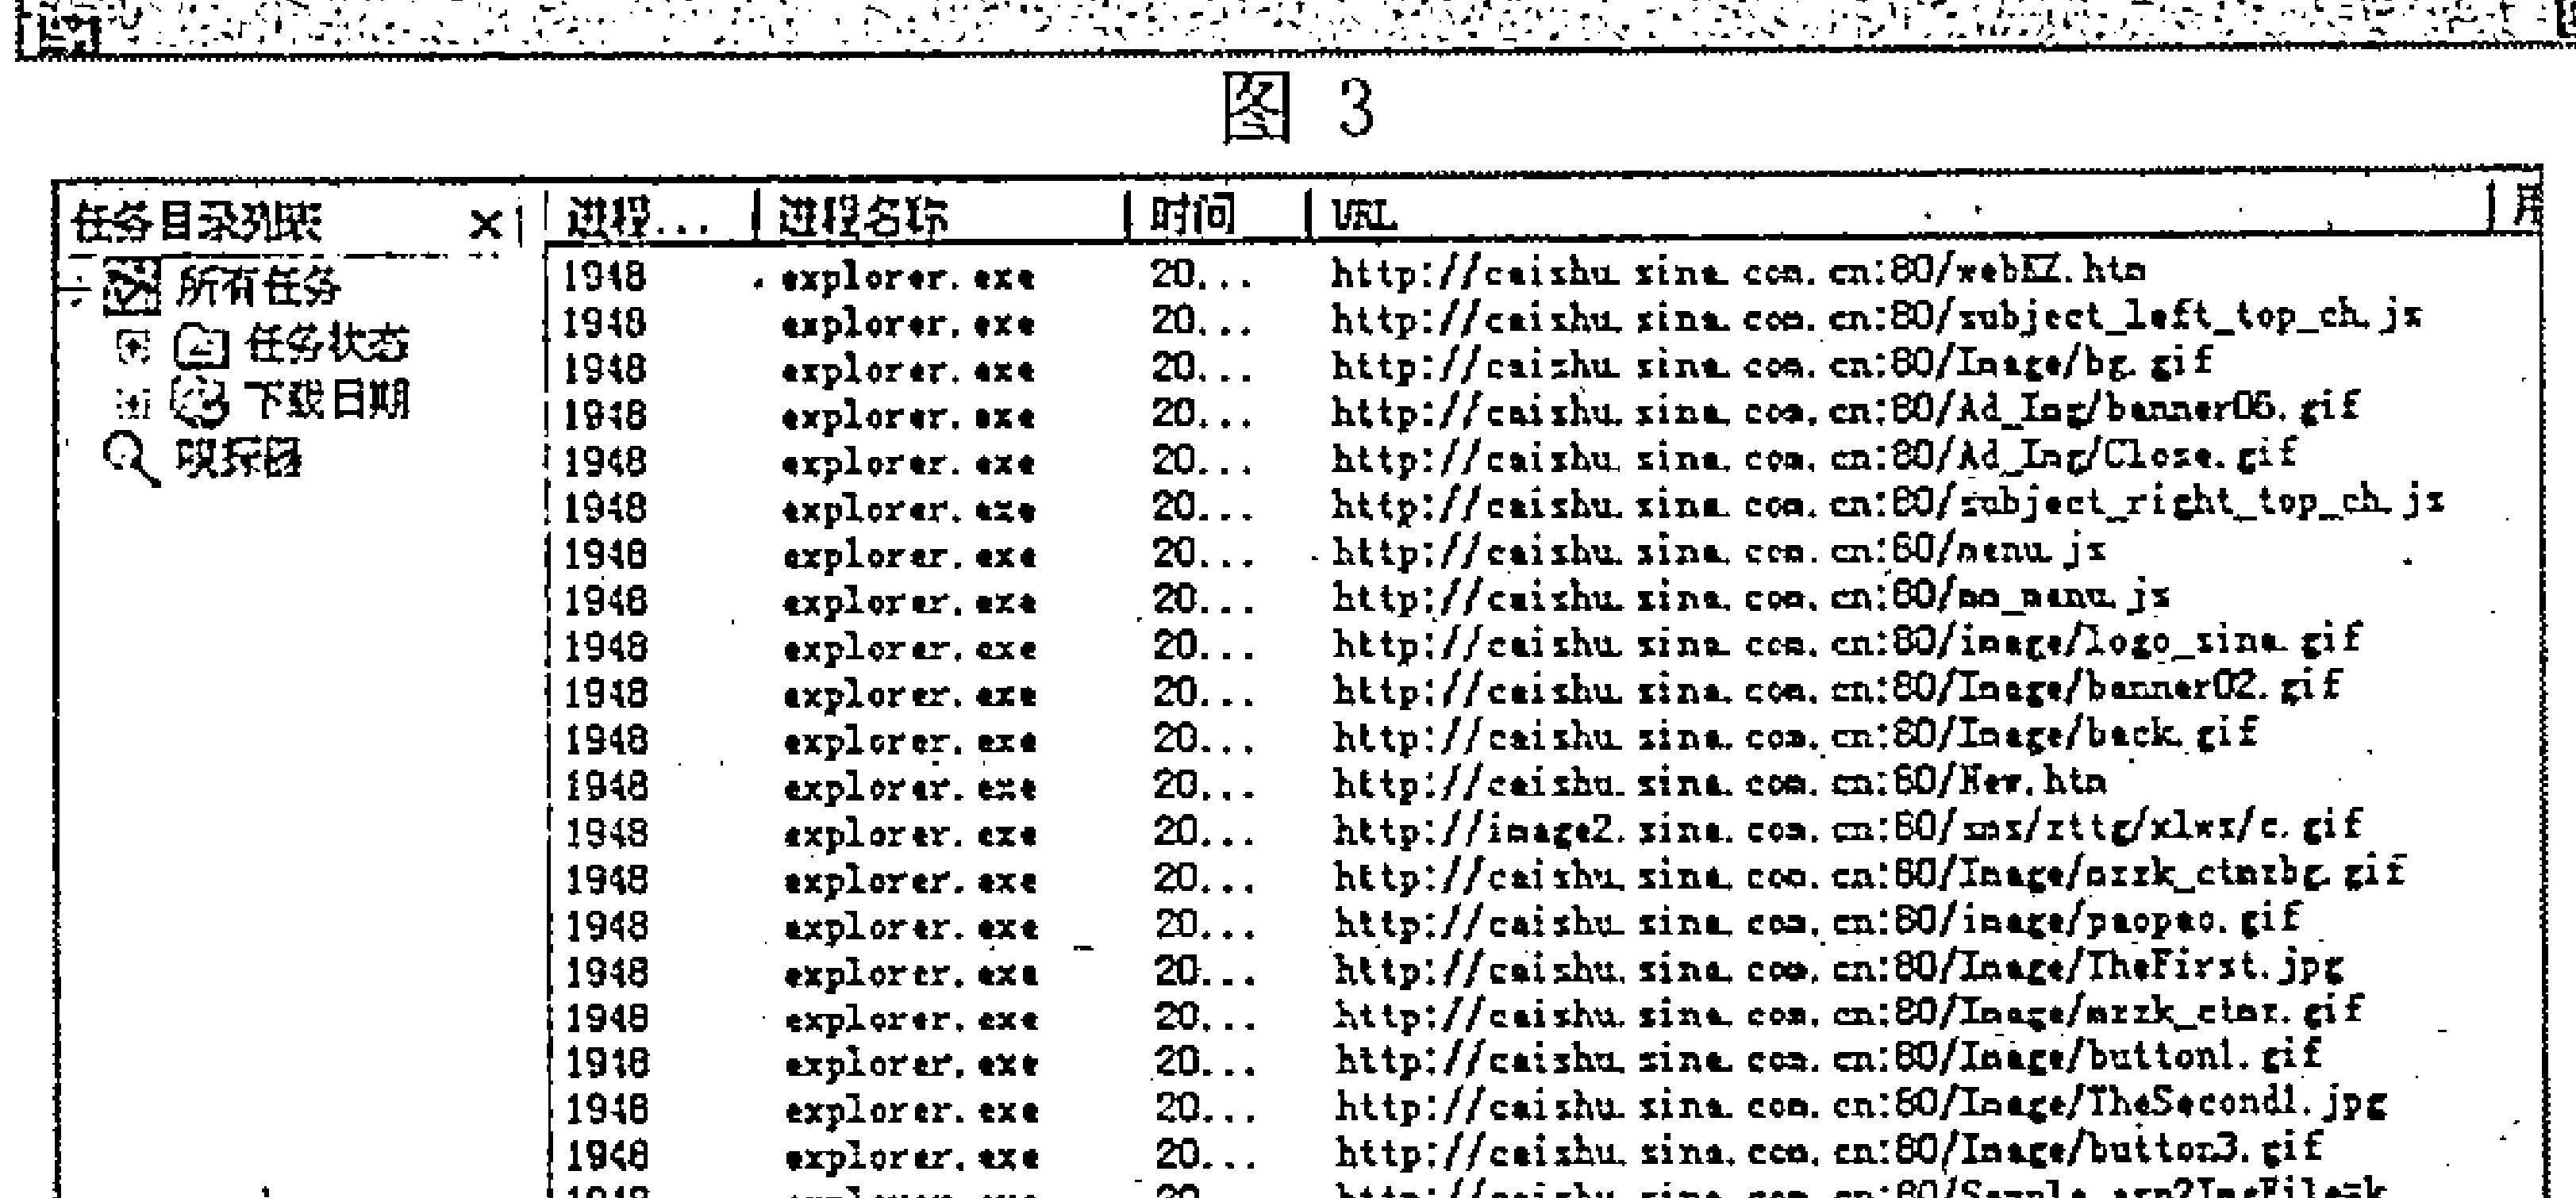 图 3
任务目录列表 × 进程... 进程名称 时间 URL 用
所有任务
任务状态
下载日期
嗅探器
1948 explorer.exe 20... http://caishu.sina.com.cn:80/
1948 explorer.exe 20... http://caishu.sina.com.cn:80/subject_left_top_ch.js
1948 explorer.exe 20... http://caishu.sina.com.cn:80/Image/bg.gif
1948 explorer.exe 20... http://caishu.sina.com.cn:80/Ad_Img/banner06.gif
1948 explorer.exe 20... http://caishu.sina.com.cn:80/Ad_Img/Close.gif
1948 explorer.exe 20... http://caishu.sina.com.cn:80/subject_right_top_ch.js
1948 explorer.exe 20... http://caishu.sina.com.cn:80/menu.js
1948 explorer.exe 20... http://caishu.sina.com.cn:80/mm_menu.js
1948 explorer.exe 20... http://caishu.sina.com.cn:80/image/logo_sina.gif
1948 explorer.exe 20... http://caishu.sina.com.cn:80/Image/banner02.gif
1948 explorer.exe 20... http://caishu.sina.com.cn:80/Image/back.gif
1948 explorer.exe 20... http://caishu.sina.com.cn:80/New.htm
1948 explorer.exe 20... http://image2.sina.com.cn:80/sms/zttg/xlws/c.gif
1948 explorer.exe 20... http://caishu.sina.com.cn:80/Image/
1948 explorer.exe 20... http://caishu.sina.com.cn:80/image/paopao.gif
1948 explorer.exe 20... http://caishu.sina.com.cn:80/Image/TheFirst.jpg
1948 explorer.exe 20... http://caishu.sina.com.cn:80/Image/
1948 explorer.exe 20... http://caishu.sina.com.cn:80/Image/button1.gif
1948 explorer.exe 20... http://caishu.sina.com.cn:80/Image/TheSecond1.jpg
1948 explorer.exe 20... http://caishu.sina.com.cn:80/Image/button3.gif